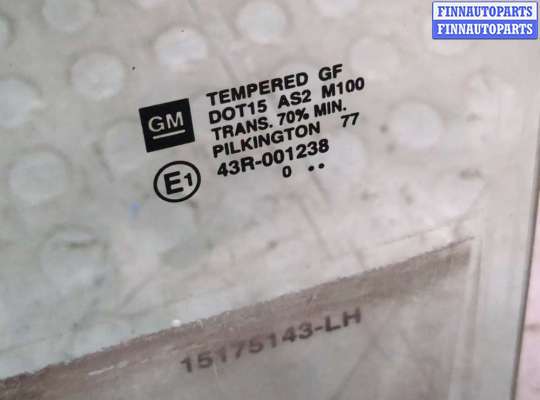 FINNAUTOPARTS
FINNAUTOPARTS
GM
TEMPERED GF
DOT15 AS2 M100
TRANS. 70% MIN.
PILKINGTON 77
E1
43R-001238
0 ..
15175143-LH